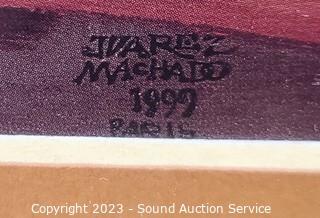 JUAREZ
MACHADO
1999
PARIS
Copyright 2023 - Sound Auction Service